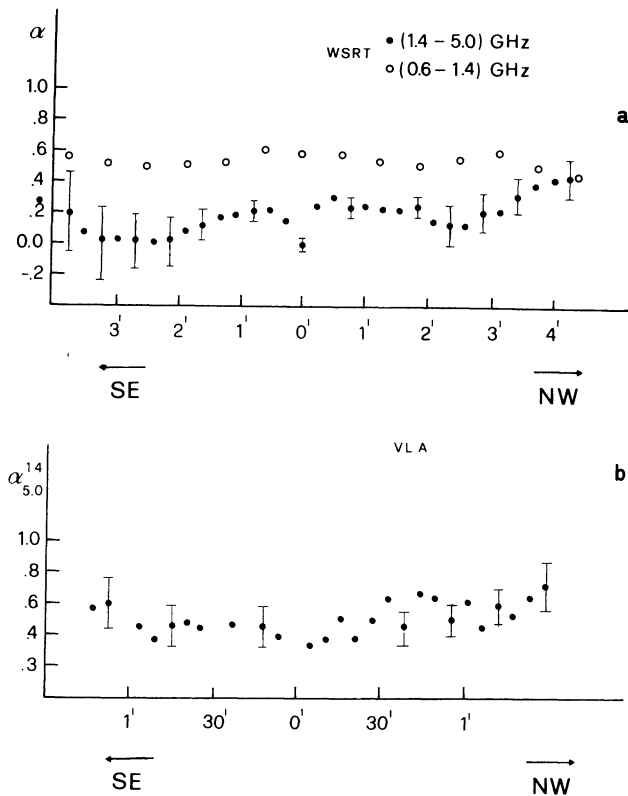 α
WSRT
• (1.4 – 5.0) GHz
○ (0.6 – 1.4) GHz
a
1.0
.8
.6
.4
.2
0.0
-.2
3' 2' 1' 0' 1' 2' 3' 4'
SE
NW
VLA
b
α 14
5.0
1.0
.8
.6
.4
.3
1' 30' 0' 30' 1'
SE
NW